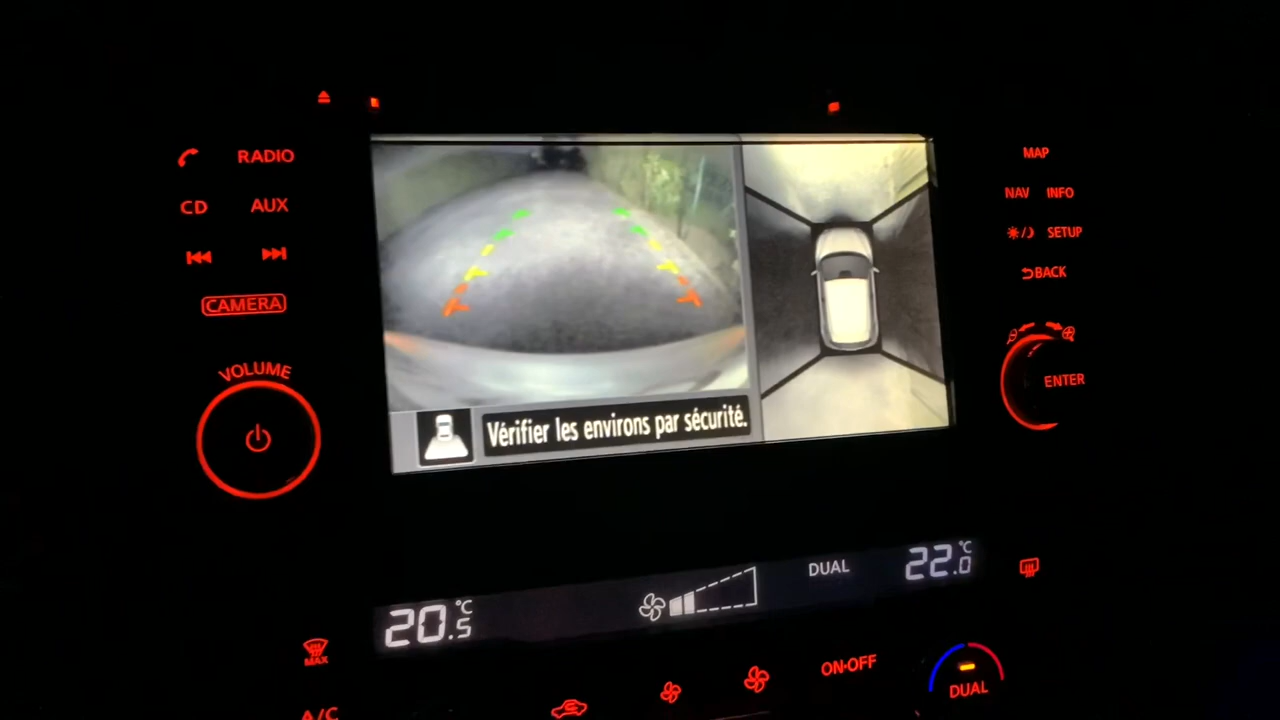 RADIO
CD AUX
CAMERA
VOLUME
Vérifier les environs par sécurité.
MAP
NAV INFO
SETUP
BACK
ENTER
20.5 °C
DUAL
22.0 °C
MAX
A/C
ON·OFF
DUAL